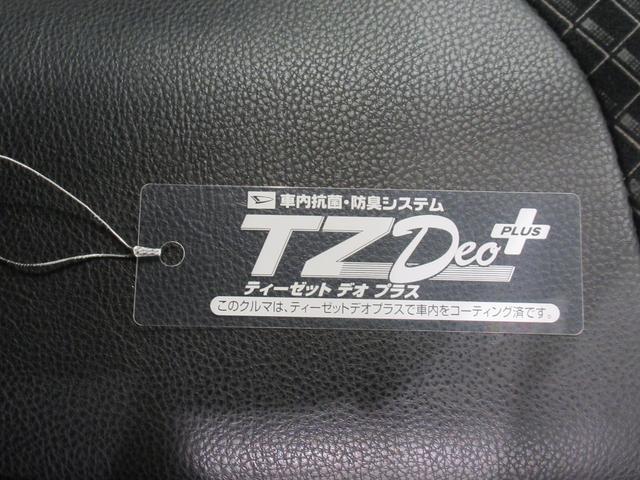 車内抗菌・防臭システム
TZ Deo PLUS
ティーゼット デオ プラス
このクルマは、ティーゼットデオプラスで車内をコーティング済です。